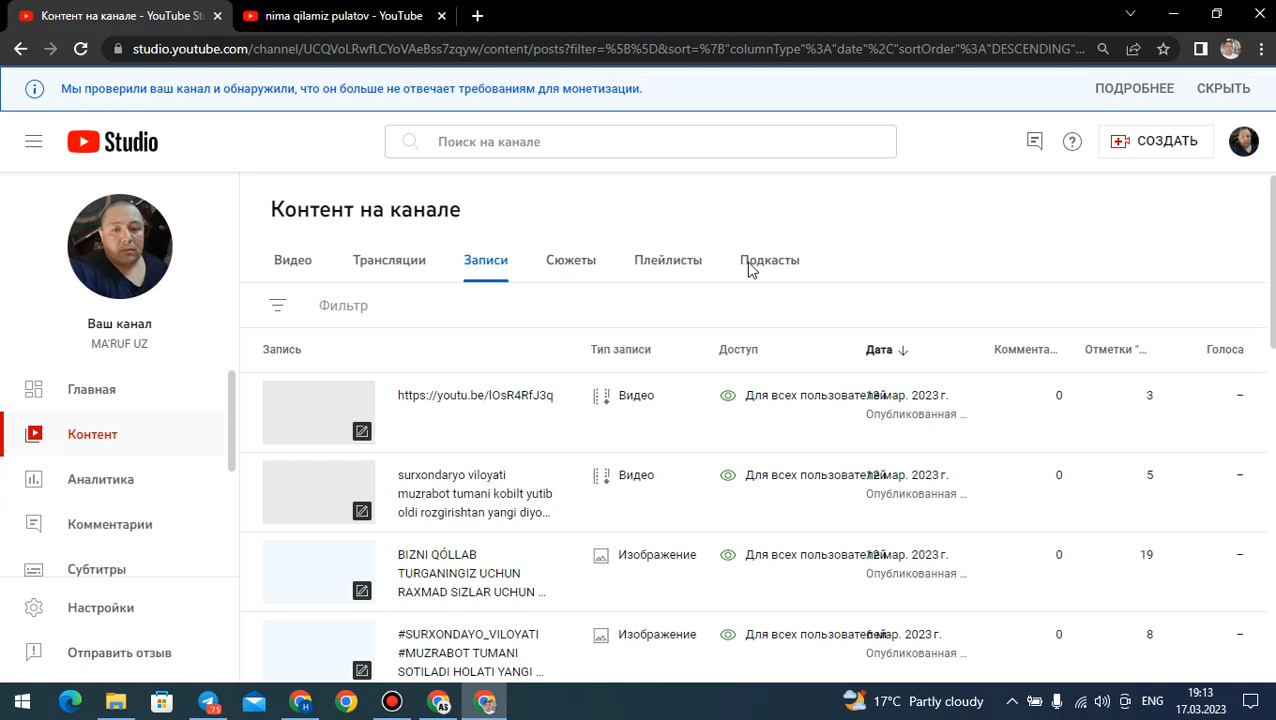 Контент на канале - YouTube St
nima qilamiz pulatov - YouTube
studio.youtube.com/channel/UCQVoLRwfLCYoVAeBss7zqyw/content/posts?filter=%5B%5D&sort=%7B"columnType"%3A"date"%2C"sortOrder"%3A"DESCENDING"...
Мы проверили ваш канал и обнаружили, что он больше не отвечает требованиям для монетизации.
ПОДРОБНЕЕ
СКРЫТЬ
Studio
Поиск на канале
СОЗДАТЬ
Ваш канал
MA'RUF UZ
Главная
Контент
Аналитика
Комментарии
Субтитры
Настройки
Отправить отзыв
Контент на канале
Видео Трансляции Записи Сюжеты Плейлисты Подкасты
Фильтр
Запись Тип записи Доступ Дата Коммента... Отметки "... Голоса
https://youtu.be/lOsR4RfJ3q Видео Для всех пользователей мар. 2023 г. 0 3 –
Опубликованная ...
surxondaryo viloyati Видео Для всех пользователей мар. 2023 г. 0 5 –
muzrabot tumani kobilt yutib Опубликованная ...
oldi rozgirishtan yangi diyo...
BIZNI QÓLLAB Изображение Для всех пользователей мар. 2023 г. 0 19 –
TURGANINGIZ UCHUN Опубликованная ...
RAXMAD SIZLAR UCHUN ...
#SURXONDAYO_VILOYATI Изображение Для всех пользователей мар. 2023 г. 0 8 –
#MUZRABOT TUMANI Опубликованная ...
SOTILADI HOLATI YANGI ...
17°C Partly cloudy
ENG
19:13
17.03.2023